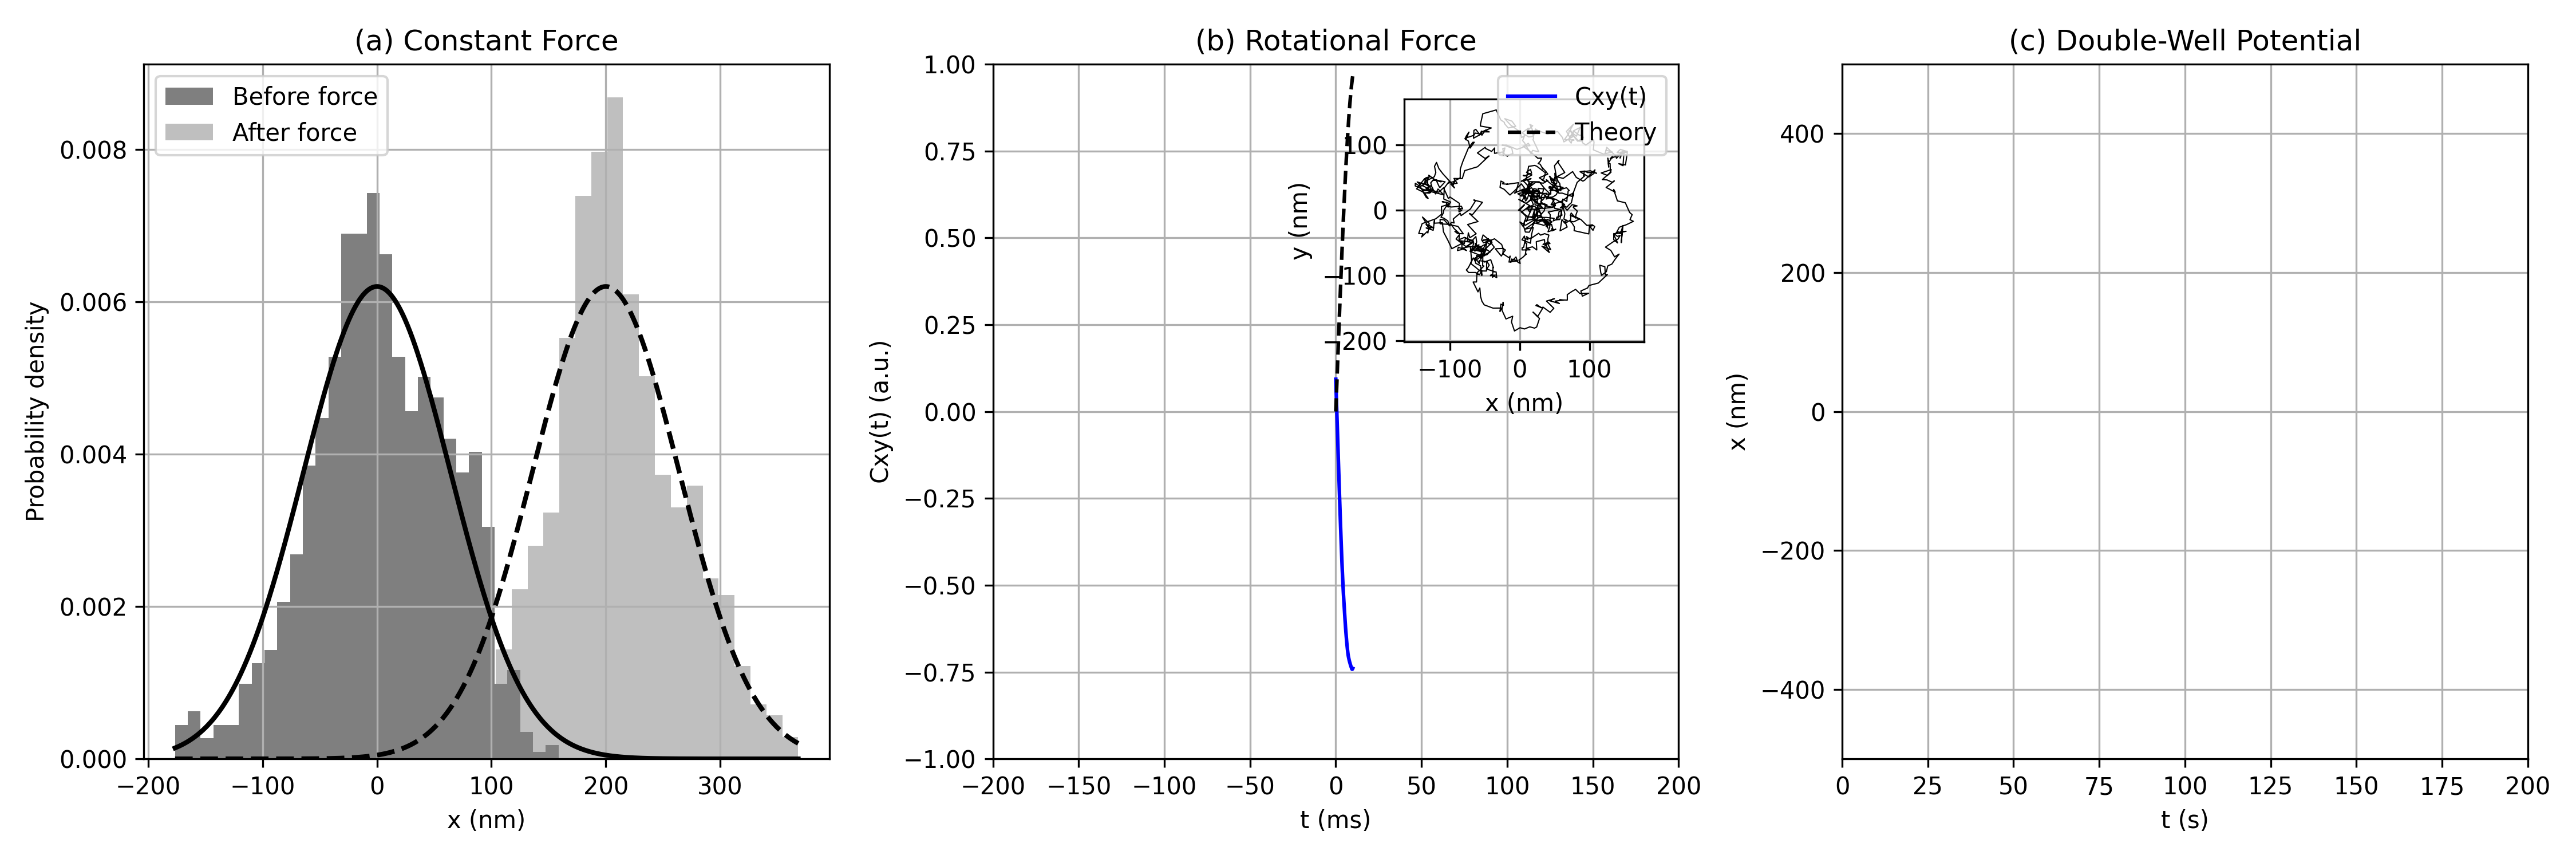 (a) Constant Force
Before force
After force
Probability density
0.008
0.006
0.004
0.002
0.000
−200 −100 0 100 200 300
x (nm)
(b) Rotational Force
Cxy(t)
Theory
Cxy(t) (a.u.)
1.00
0.75
0.50
0.25
0.00
−0.25
−0.50
−0.75
−1.00
−200 −150 −100 −50 0 50 100 150 200
t (ms)
y (nm)
100
0
−100
−200
−100 0 100
x (nm)
(c) Double-Well Potential
x (nm)
400
200
0
−200
−400
0 25 50 75 100 125 150 175 200
t (s)